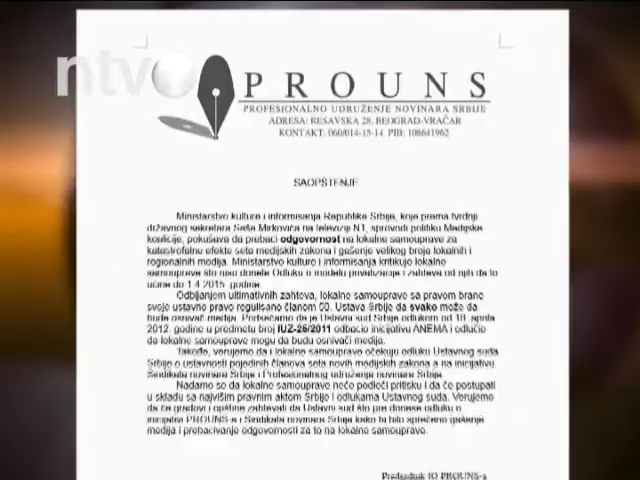 ntv
PROUNS
PROFESIONALNO UDRUŽENJE NOVINARA SRBIJE
ADRESA: RESAVSKA 28, BEOGRAD-VRAČAR
KONTAKT: 060/014-15-14 PIB: 108641962
SAOPŠTENJE
Ministarstvo kulture i informisanja Republike Srbije, koje prema tvrdnji
državnog sekretara Saše Mirkovića na televiziji N1, sprovodi politiku Medijske
koalicije, pokušava da prebaci odgovornost na lokalne samouprave za
katastrofalne efekte seta medijskih zakona i gašenje velikog broja lokalnih i
regionalnih medija. Ministarstvo kulture i informisanja kritikuje lokalne
samouprave što nisu donele Odluku o modelu privatizacije i zahteva od njih da to
učine do 1.4.2015. godine.
Odbijanjem ultimativnih zahteva, lokalne samouprave sa pravom brane
svoje ustavno pravo regulisano članom 50. Ustava Srbije da svako može da
bude osnivač medija. Podsećamo da je Ustavni sud Srbije odlukom od 18. aprila
2012. godine u predmetu broj IUZ-25/2011 odbacio inicijativu ANEMA i odlučio
da lokalne samouprave mogu da budu osnivači medija.
Takođe, verujemo da i lokalne samouprave očekuju odluku Ustavnog suda
Srbije o ustavnosti pojedinih članova seta novih medijskih zakona a na inicijativu
Sindikata novinara Srbije i Profesionalnog udruženja novinara Srbije.
Nadamo se da lokalne samouprave neće podleći pritisku i da će postupati
u skladu sa najvišim pravnim aktom Srbije i odlukama Ustavnog suda. Verujemo
da će gradovi i opštine zahtevati da Ustavni sud što pre donese odluku o
inicijativi PROUNS-a i Sindikata novinara Srbije kako bi bilo sprečeno gašenje
medija i prebacivanje odgovornosti za to na lokalne samouprave.
Predsednik IO PROUNS-a